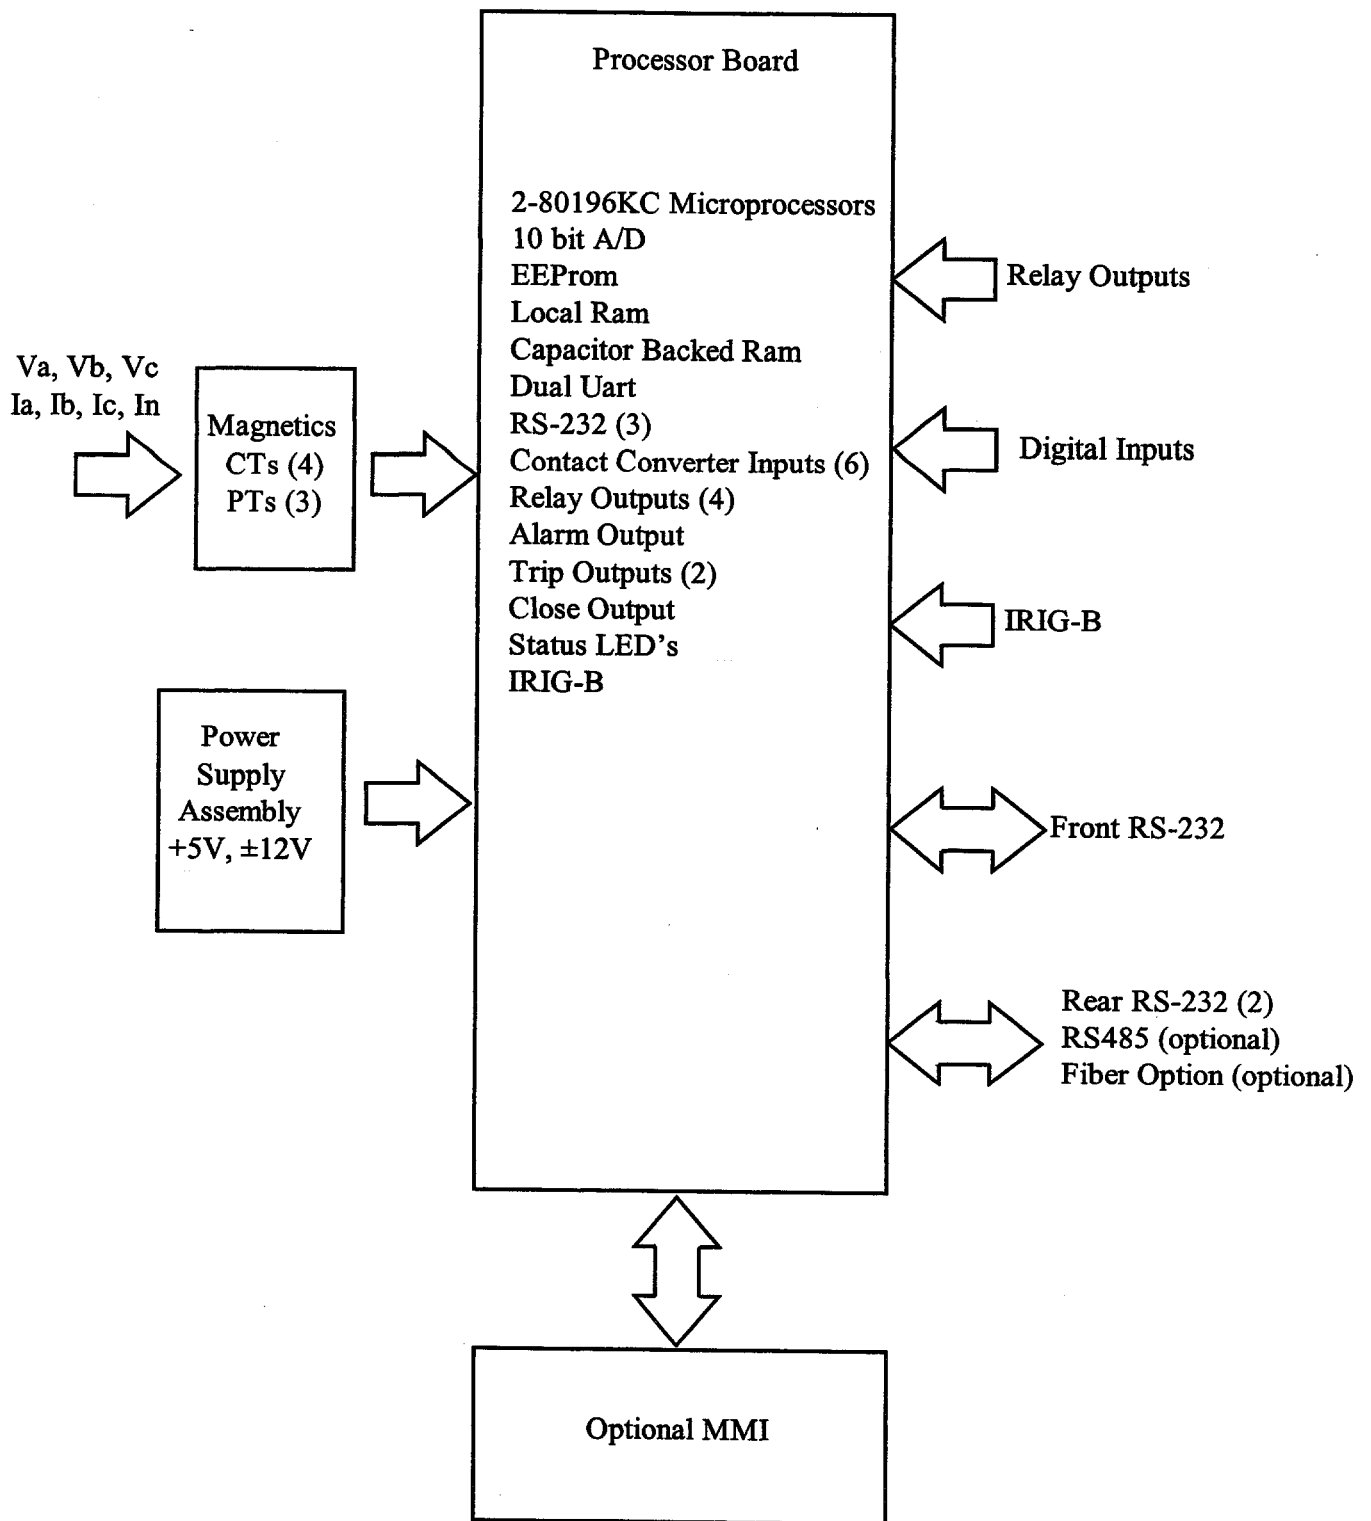 Processor Board
2-80196KC Microprocessors
10 bit A/D
EEProm
Local Ram
Capacitor Backed Ram
Dual Uart
RS-232 (3)
Contact Converter Inputs (6)
Relay Outputs (4)
Alarm Output
Trip Outputs (2)
Close Output
Status LED's
IRIG-B
Va, Vb, Vc
Ia, Ib, Ic, In
Magnetics
CTs (4)
PTs (3)
Power
Supply
Assembly
+5V, ±12V
Relay Outputs
Digital Inputs
IRIG-B
Front RS-232
Rear RS-232 (2)
RS485 (optional)
Fiber Option (optional)
Optional MMI